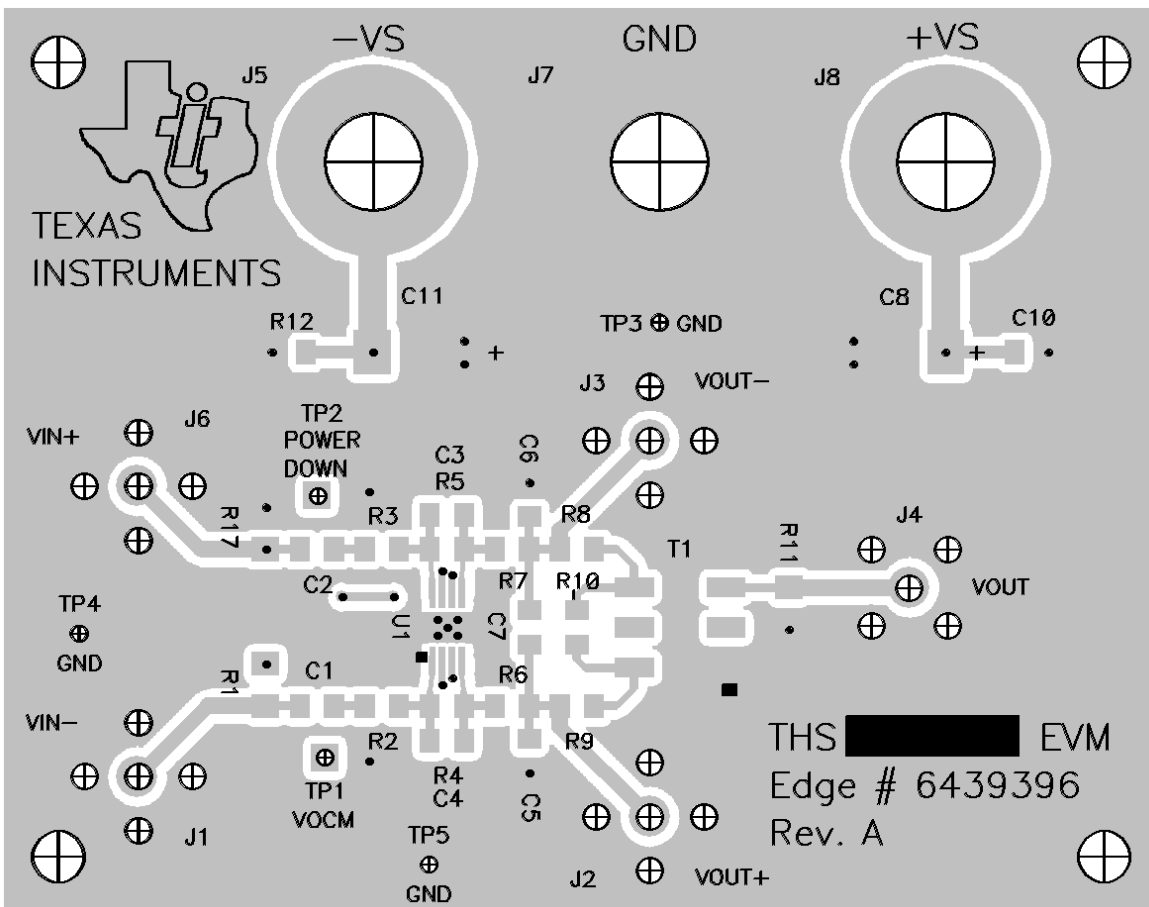 -VS
GND
+VS
J5
J7
J8
TEXAS
INSTRUMENTS
C11
C8
R12
TP3
GND
C10
J3
VOUT-
J6
VIN+
TP2
POWER
DOWN
C3
R5
C6
R17
R3
R8
T1
R11
J4
C2
R7
R10
VOUT
TP4
GND
U1
C7
R1
C1
R6
VIN-
R2
R4
C4
R9
THS
EVM
Edge # 6439396
Rev. A
TP1
VOCM
C5
J1
TP5
GND
J2
VOUT+